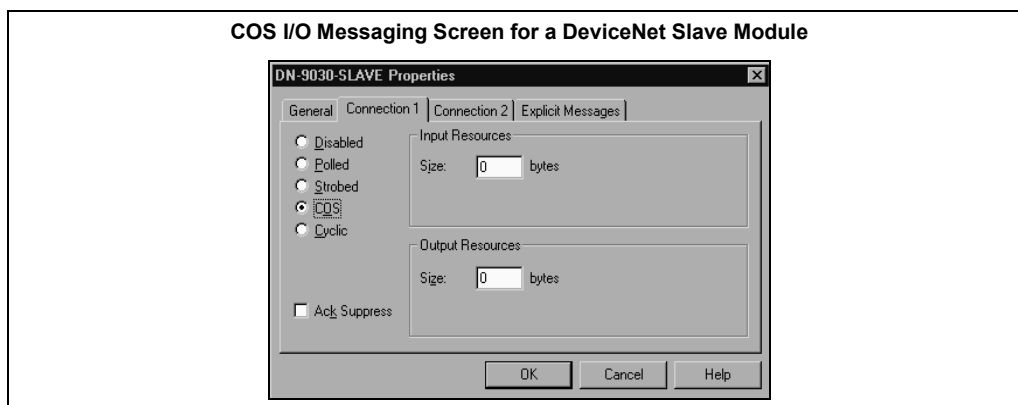 COS I/O Messaging Screen for a DeviceNet Slave Module
DN-9030-SLAVE Properties
General Connection 1 Connection 2 Explicit Messages
Disabled
Polled
Strobed
COS
Cyclic
Ack Suppress
Input Resources
Size: 0 bytes
Output Resources
Size: 0 bytes
OK Cancel Help